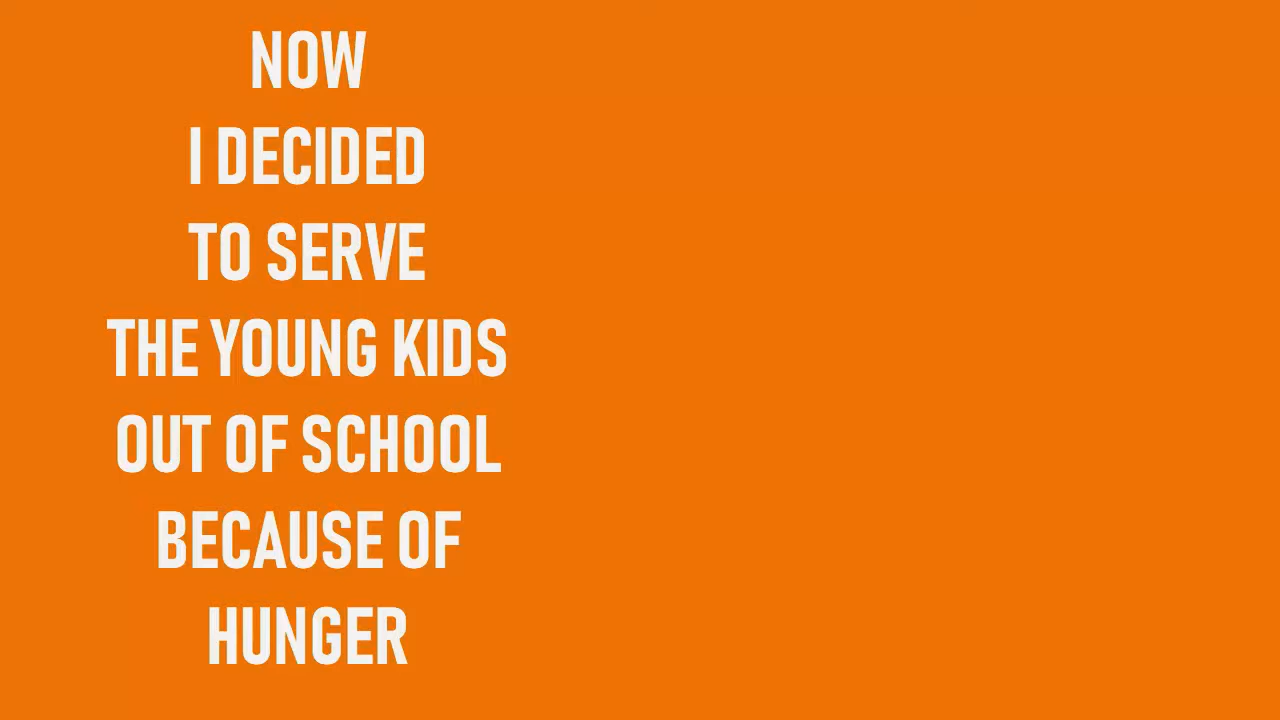 NOW
I DECIDED
TO SERVE
THE YOUNG KIDS
OUT OF SCHOOL
BECAUSE OF
HUNGER